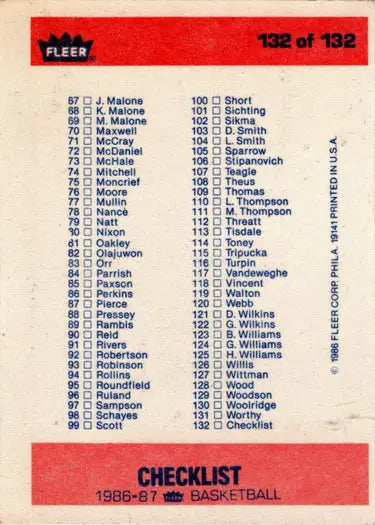 FLEER®
132 of 132
67 J. Malone
68 K. Malone
69 M. Malone
70 Maxwell
71 McCray
72 McDaniel
73 McHale
74 Mitchell
75 Moncrief
76 Moore
77 Mullin
78 Nance
79 Natt
80 Nixon
81 Oakley
82 Olajuwon
83 Orr
84 Parrish
85 Paxson
86 Perkins
87 Pierce
88 Pressey
89 Rambis
90 Reid
91 Rivers
92 Robertson
93 Robinson
94 Rollins
95 Roundfield
96 Ruland
97 Sampson
98 Schayes
99 Scott
100 Short
101 Sichting
102 Sikma
103 D. Smith
104 L. Smith
105 Sparrow
106 Stipanovich
107 Teagle
108 Theus
109 Thomas
110 L. Thompson
111 M. Thompson
112 Threatt
113 Tisdale
114 Toney
115 Tripucka
116 Turpin
117 Vandeweghe
118 Vincent
119 Walton
120 Webb
121 D. Wilkins
122 G. Wilkins
123 B. Williams
124 G. Williams
125 H. Williams
126 Willis
127 Wittman
128 Wood
129 Woodson
130 Woolridge
131 Worthy
132 Checklist
© 1986 FLEER CORP. PHILA. 19141 PRINTED IN U.S.A.
CHECKLIST
1986-87 FLEER BASKETBALL